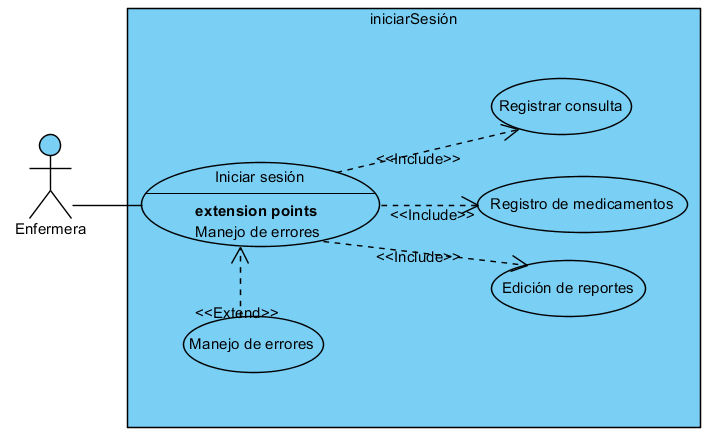 iniciarSesión
Registrar consulta
<<Include>>
Iniciar sesión
extension points
Manejo de errores
<<Include>>
Registro de medicamentos
Enfermera
<<Include>>
Edición de reportes
<<Extend>>
Manejo de errores